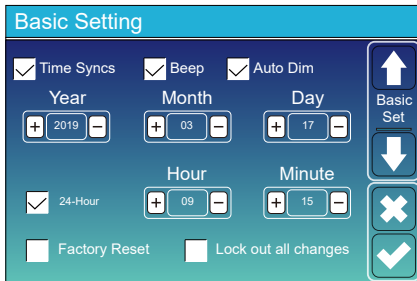 Basic Setting
Time Syncs Beep Auto Dim
Year Month Day
+ 2019 − + 03 − + 17 −
Basic
Set
Hour Minute
24-Hour + 09 − + 15 −
Factory Reset Lock out all changes